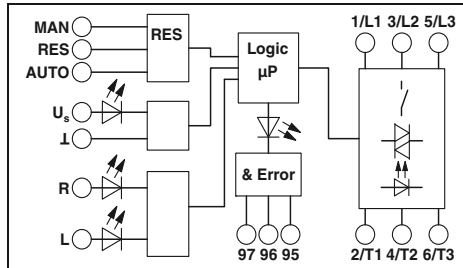 MAN
RES
AUTO
RES
Us
⊥
R
L
Logic
µP
& Error
97 96 95
1/L1 3/L2 5/L3
2/T1 4/T2 6/T3